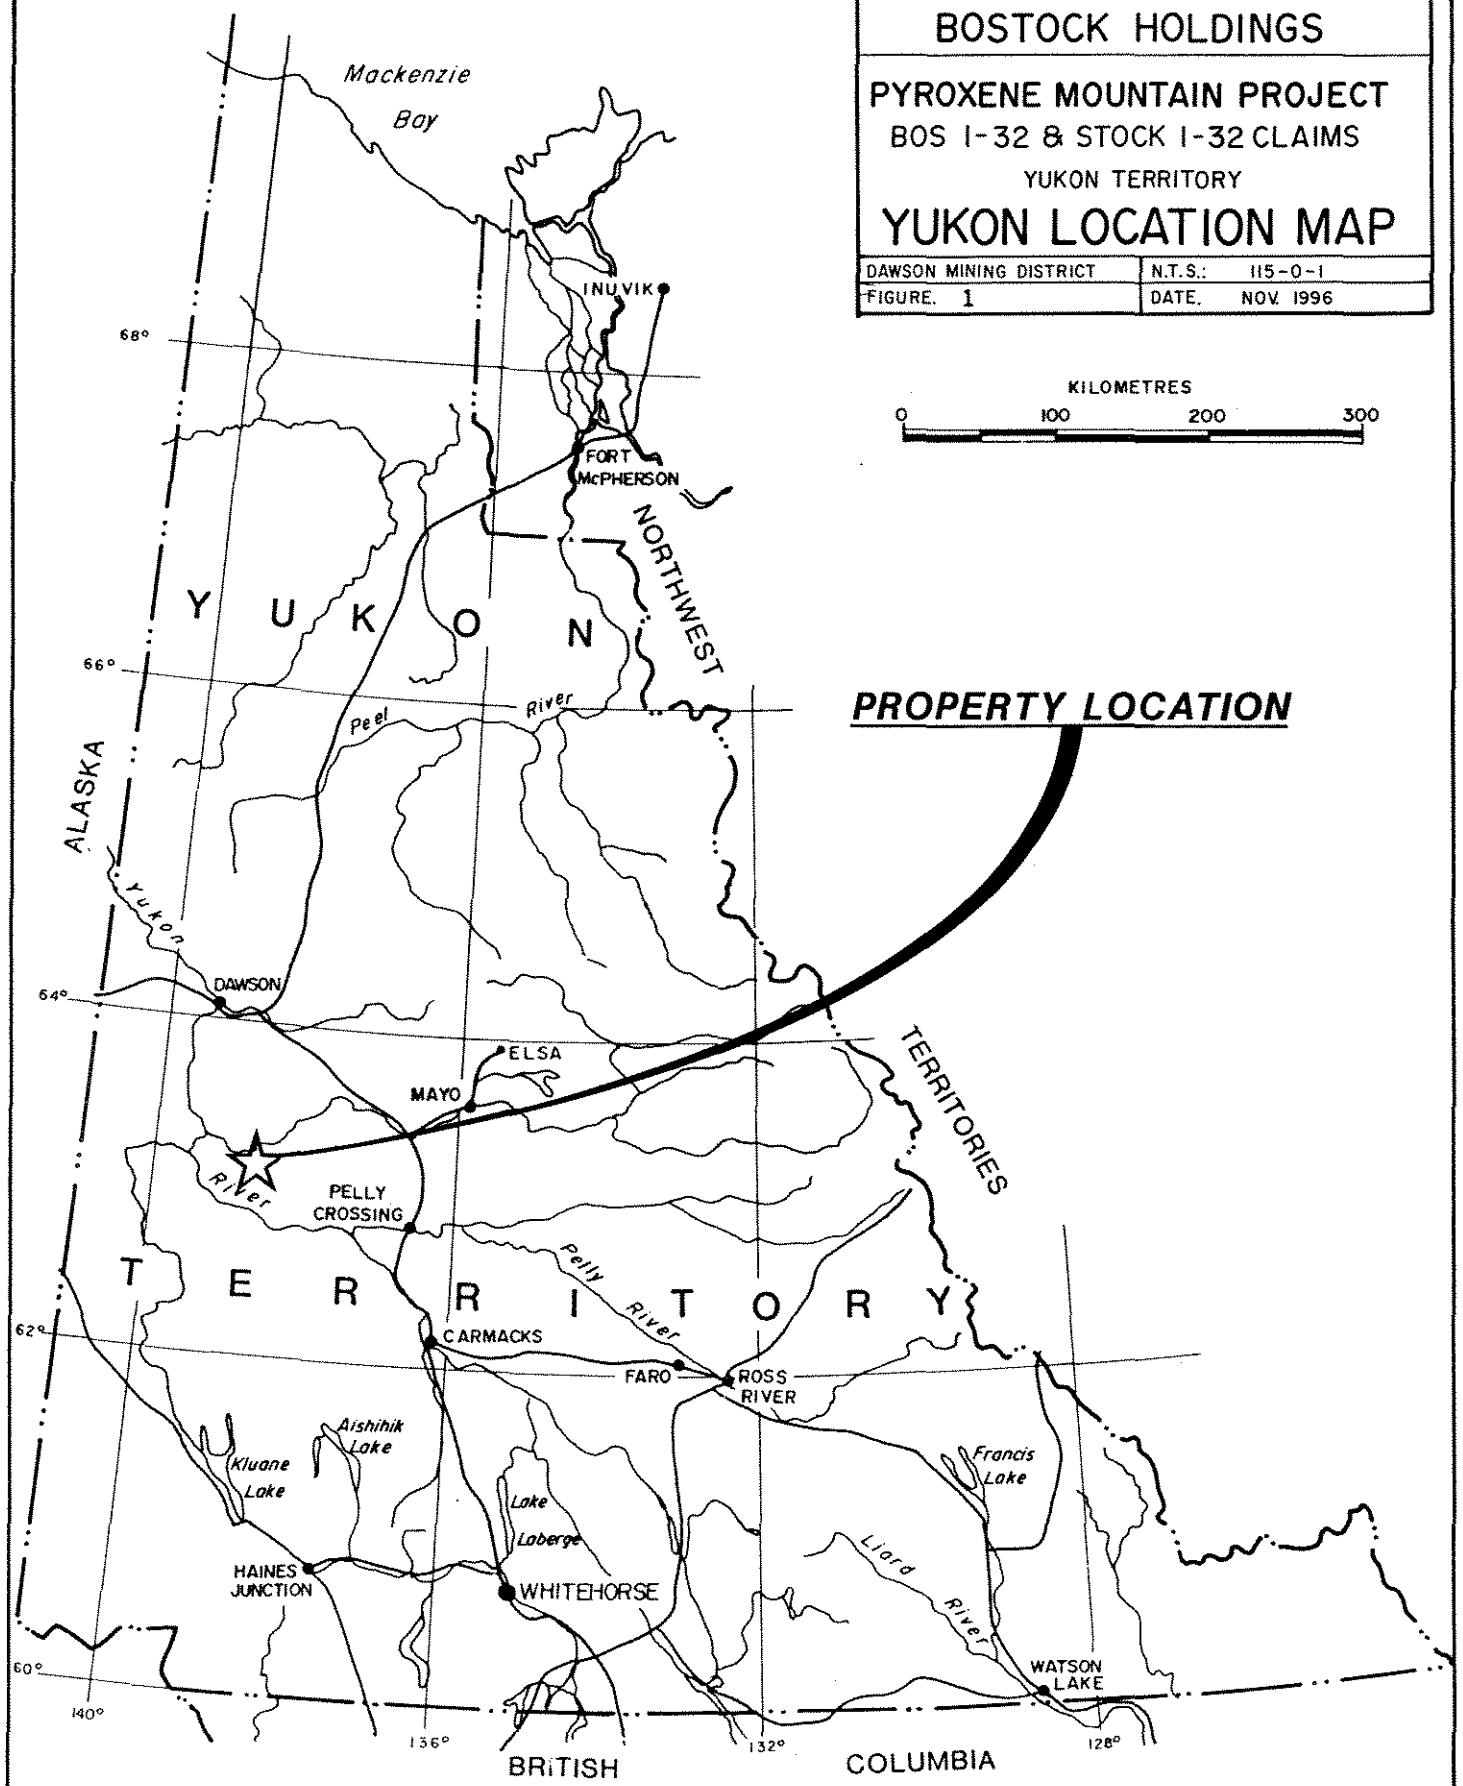 BOSTOCK HOLDINGS
PYROXENE MOUNTAIN PROJECT
BOS 1-32 & STOCK 1-32 CLAIMS
YUKON TERRITORY
YUKON LOCATION MAP
DAWSON MINING DISTRICT
N.T.S.: 115-O-1
FIGURE. 1
DATE. NOV. 1996
KILOMETRES
0 100 200 300
Mackenzie
Bay
INUVIK
68°
FORT
McPHERSON
NORTHWEST
YUKON
66°
Peel River
PROPERTY LOCATION
ALASKA
Yukon
DAWSON
64°
ELSA
MAYO
TERRITORIES
River
PELLY
CROSSING
Pelly
River
TERRITORY
62°
CARMACKS
FARO
ROSS
RIVER
Aishihik
Lake
Kluane
Lake
Francis
Lake
Lake
Laberge
Liard
River
HAINES
JUNCTION
WHITEHORSE
WATSON
LAKE
60°
140°
136°
132°
128°
BRITISH COLUMBIA